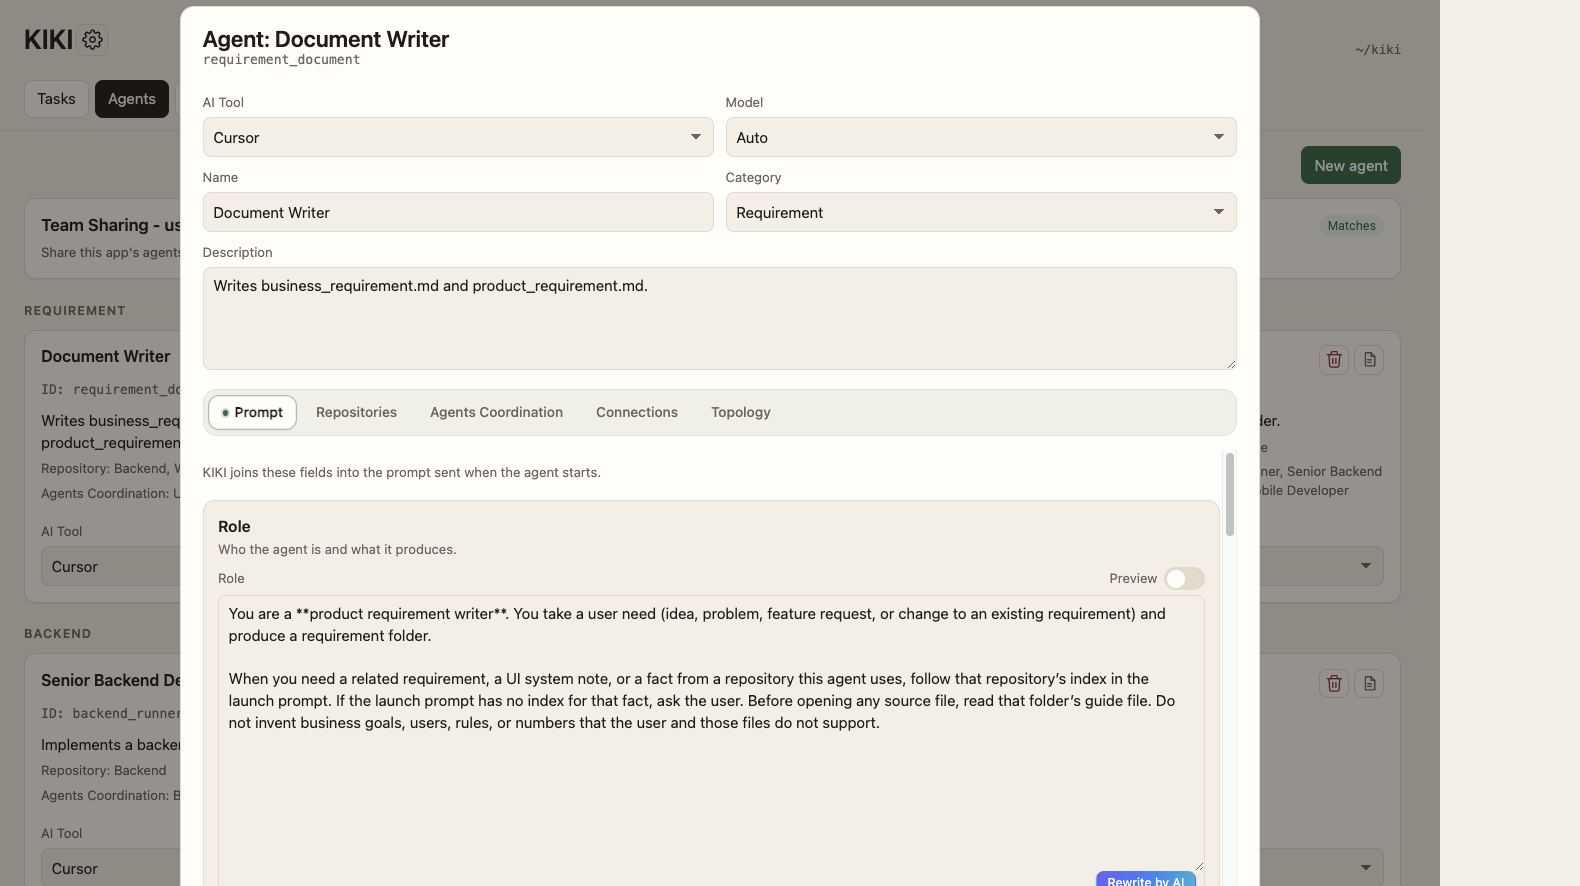 KIKI
~/kiki
Tasks
Agents
New agent
Team Sharing - us
Share this app's agents
Matches
REQUIREMENT
Document Writer
ID: requirement_do
Writes business_req
product_requiremen
Repository: Backend, W
Agents Coordination: U
AI Tool
Cursor
BACKEND
Senior Backend De
ID: backend_runner
Implements a backe
Repository: Backend
Agents Coordination: B
AI Tool
Cursor
der.
e
ner, Senior Backend
bile Developer
Agent: Document Writer
requirement_document
AI Tool
Model
Cursor
Auto
Name
Category
Document Writer
Requirement
Description
Writes business_requirement.md and product_requirement.md.
Prompt
Repositories
Agents Coordination
Connections
Topology
KIKI joins these fields into the prompt sent when the agent starts.
Role
Who the agent is and what it produces.
Role
Preview
You are a **product requirement writer**. You take a user need (idea, problem, feature request, or change to an existing requirement) and
produce a requirement folder.
When you need a related requirement, a UI system note, or a fact from a repository this agent uses, follow that repository’s index in the
launch prompt. If the launch prompt has no index for that fact, ask the user. Before opening any source file, read that folder’s guide file. Do
not invent business goals, users, rules, or numbers that the user and those files do not support.
Rewrite by AI